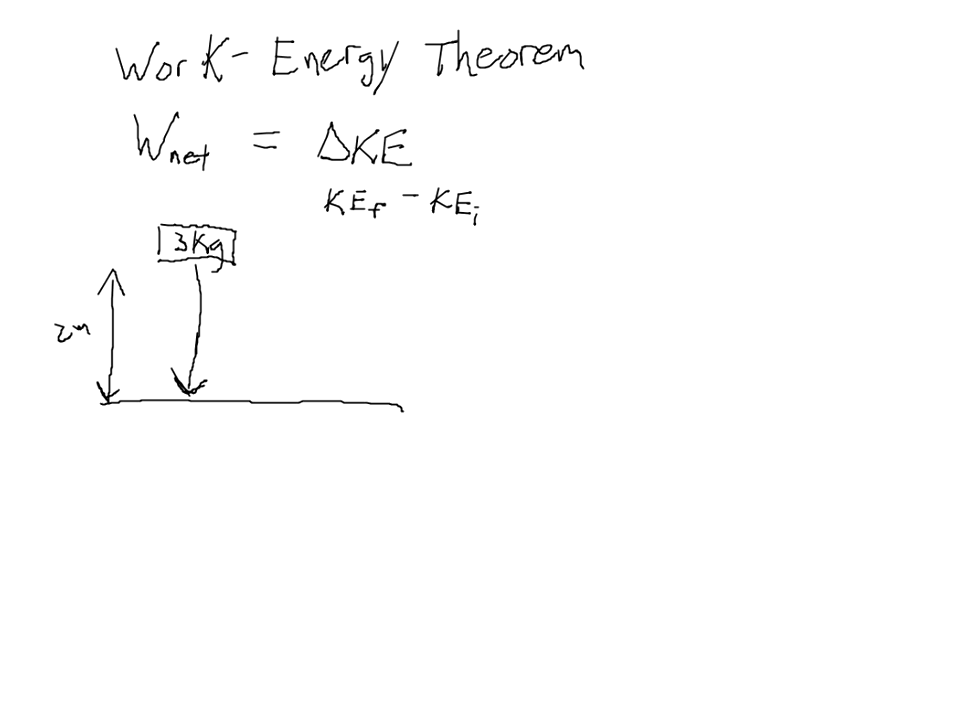 Work-Energy Theorem
Wnet = ΔKE
KEf - KEi
3Kg
2m